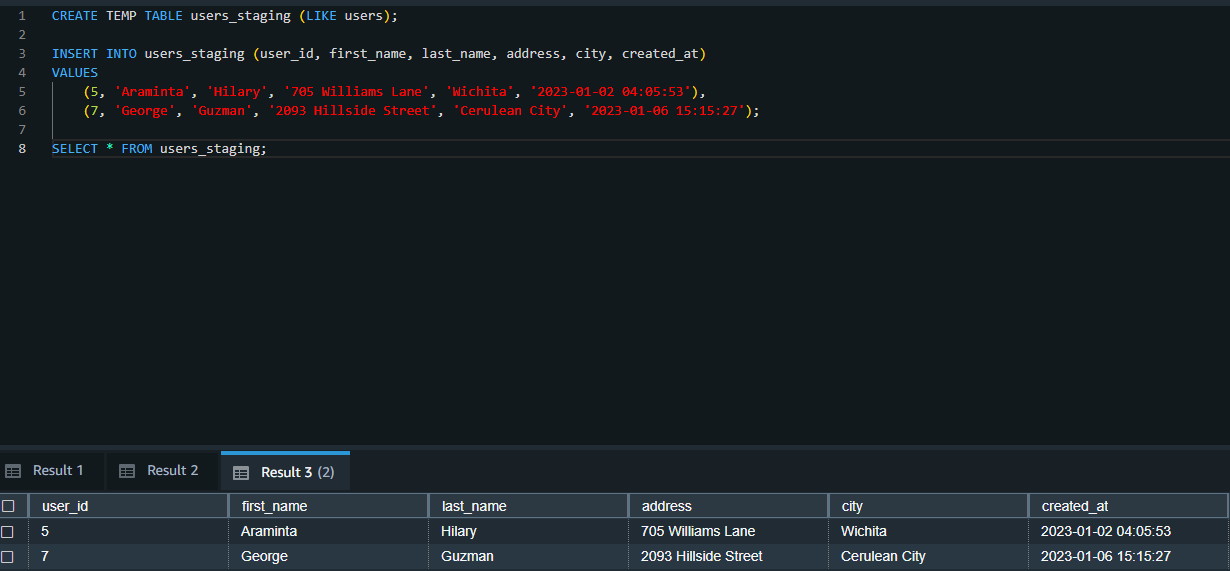 1 CREATE TEMP TABLE users_staging (LIKE users);
2
3 INSERT INTO users_staging (user_id, first_name, last_name, address, city, created_at)
4 VALUES
5 (5, 'Araminta', 'Hilary', '705 Williams Lane', 'Wichita', '2023-01-02 04:05:53'),
6 (7, 'George', 'Guzman', '2093 Hillside Street', 'Cerulean City', '2023-01-06 15:15:27');
7
8 SELECT * FROM users_staging;
Result 1 Result 2 Result 3 (2)
user_id first_name last_name address city created_at
5 Araminta Hilary 705 Williams Lane Wichita 2023-01-02 04:05:53
7 George Guzman 2093 Hillside Street Cerulean City 2023-01-06 15:15:27